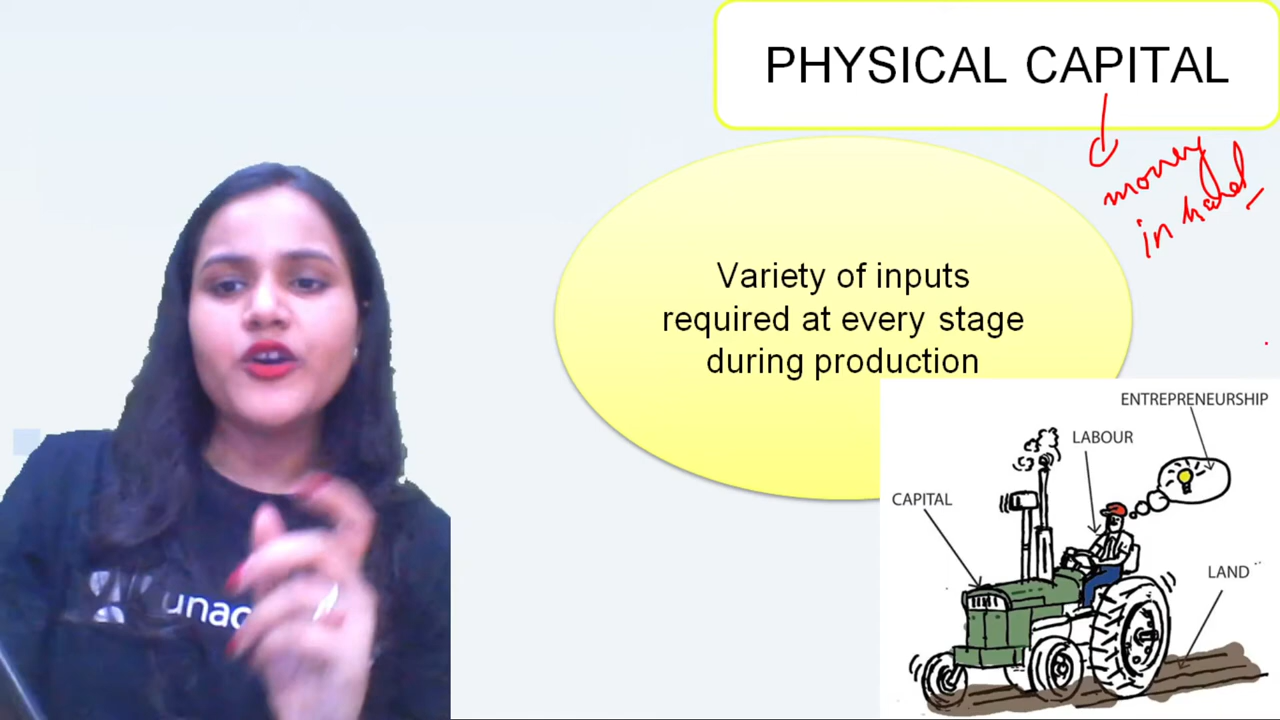 PHYSICAL CAPITAL
money
in hand
Variety of inputs
required at every stage
during production
ENTREPRENEURSHIP
LABOUR
CAPITAL
LAND
unac